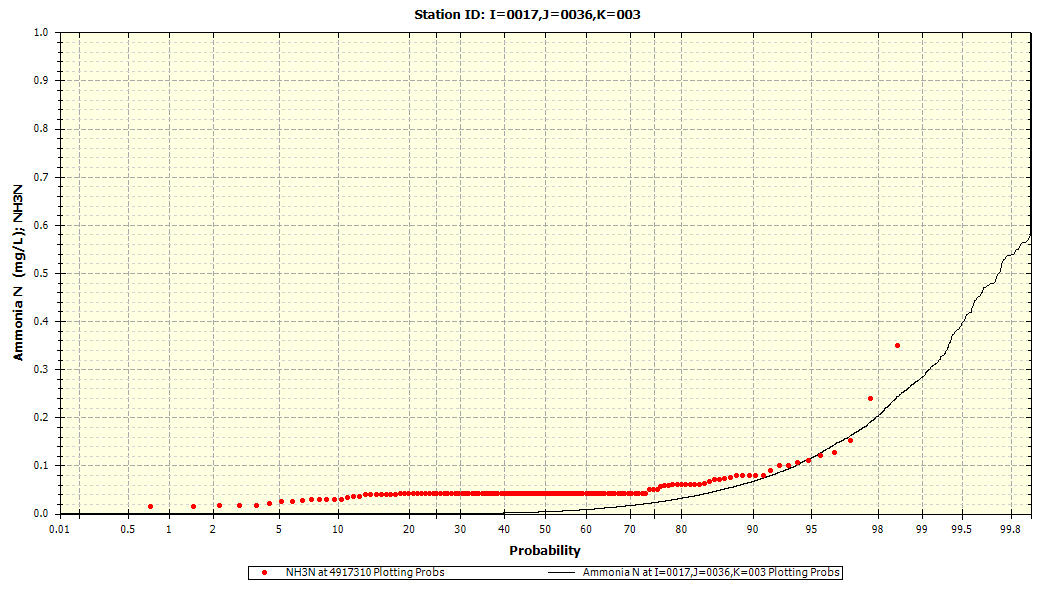 Station ID: I=0017,J=0036,K=003
Ammonia N (mg/L); NH3N
1.0
0.9
0.8
0.7
0.6
0.5
0.4
0.3
0.2
0.1
0.0
0.01 0.5 1 2 5 10 20 30 40 50 60 70 80 90 95 98 99 99.5 99.8
Probability
NH3N at 4917310 Plotting Probs Ammonia N at I=0017,J=0036,K=003 Plotting Probs